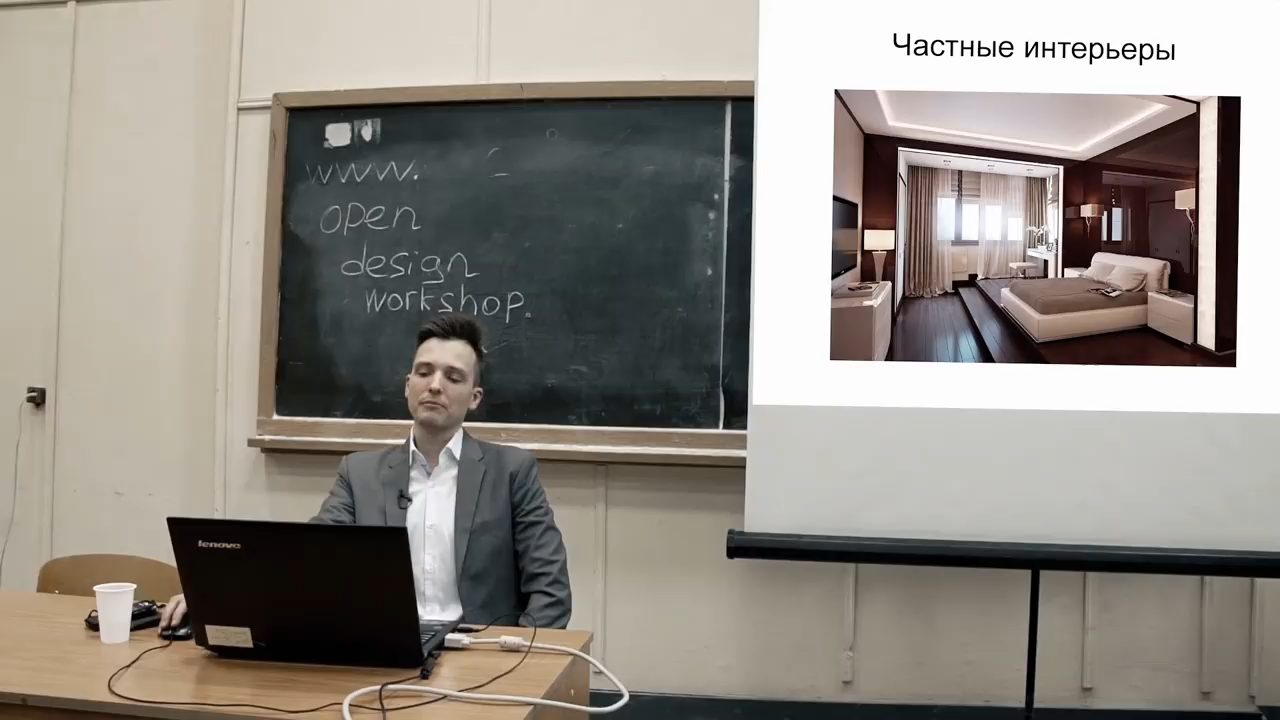 www.
open
design
workshop.
Частные интерьеры
lenovo